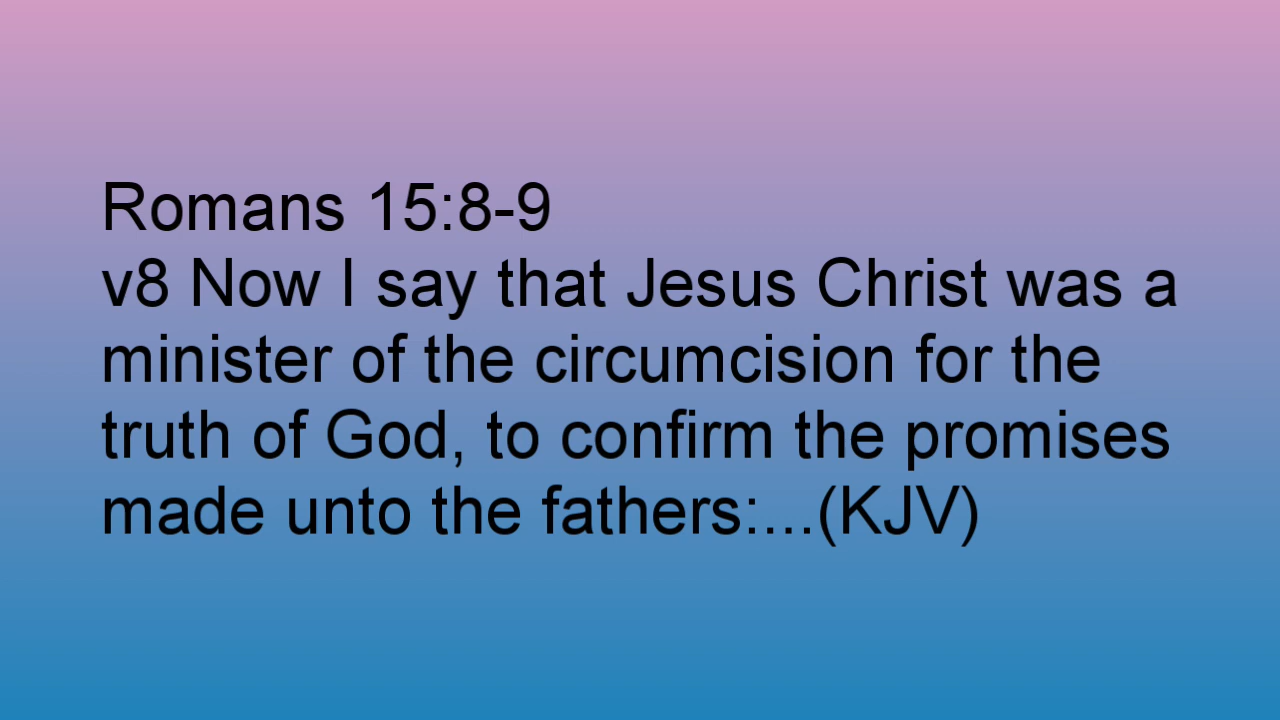 Romans 15:8-9
v8 Now I say that Jesus Christ was a
minister of the circumcision for the
truth of God, to confirm the promises
made unto the fathers:...(KJV)